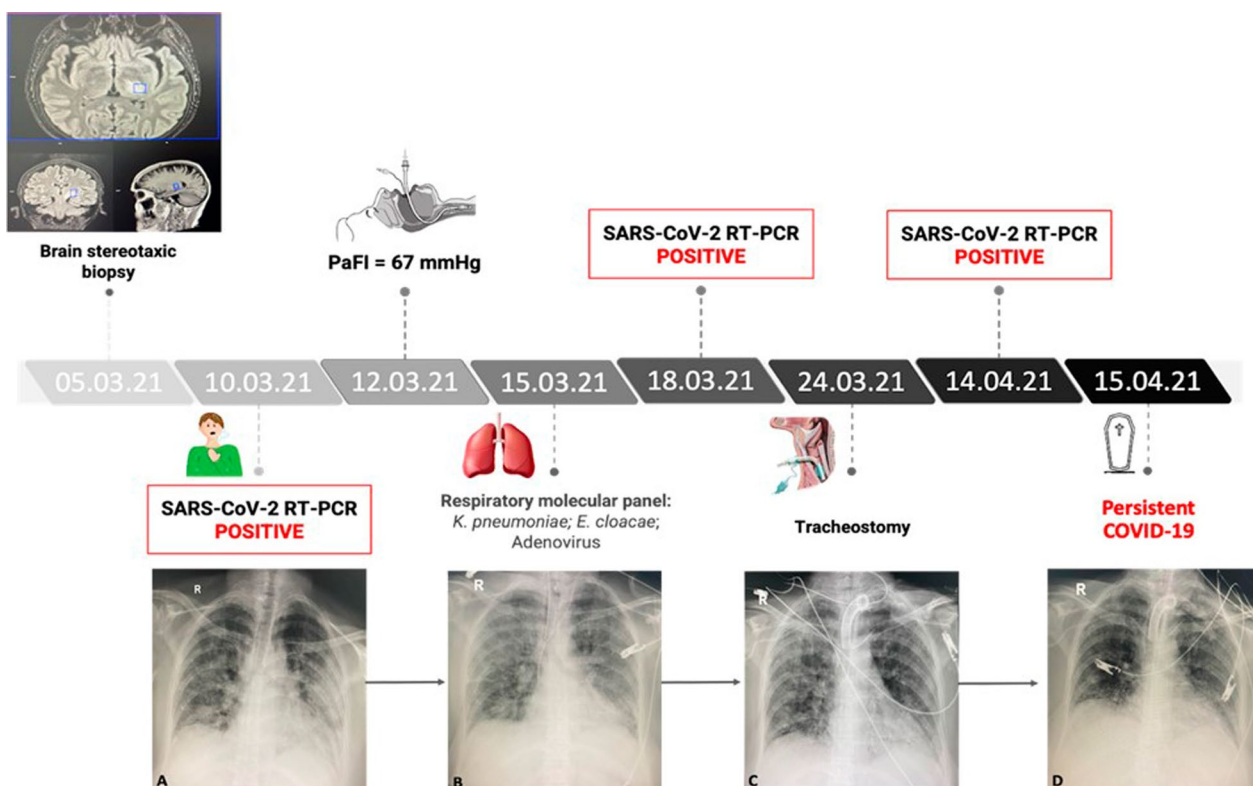 Brain stereotaxic
biopsy
PaFI = 67 mmHg
SARS-CoV-2 RT-PCR
POSITIVE
SARS-CoV-2 RT-PCR
POSITIVE
05.03.21
10.03.21
12.03.21
15.03.21
18.03.21
24.03.21
14.04.21
15.04.21
SARS-CoV-2 RT-PCR
POSITIVE
Respiratory molecular panel:
K. pneumoniae; E. cloacae;
Adenovirus
Tracheostomy
Persistent
COVID-19
R
R
R
R
A
B
C
D